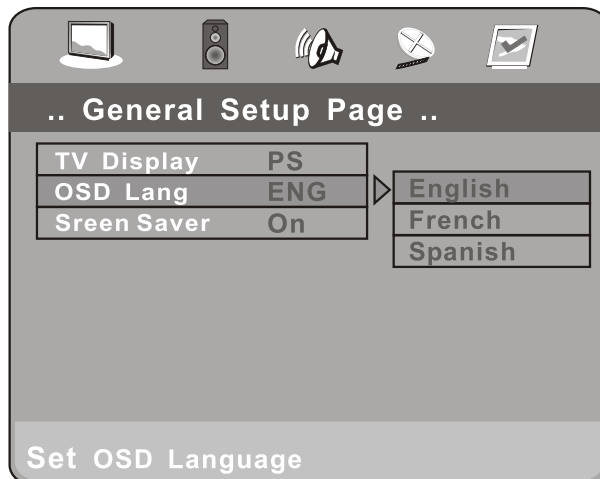 .. General Setup Page ..
TV Display PS
OSD Lang ENG
Sreen Saver On
English
French
Spanish
Set OSD Language